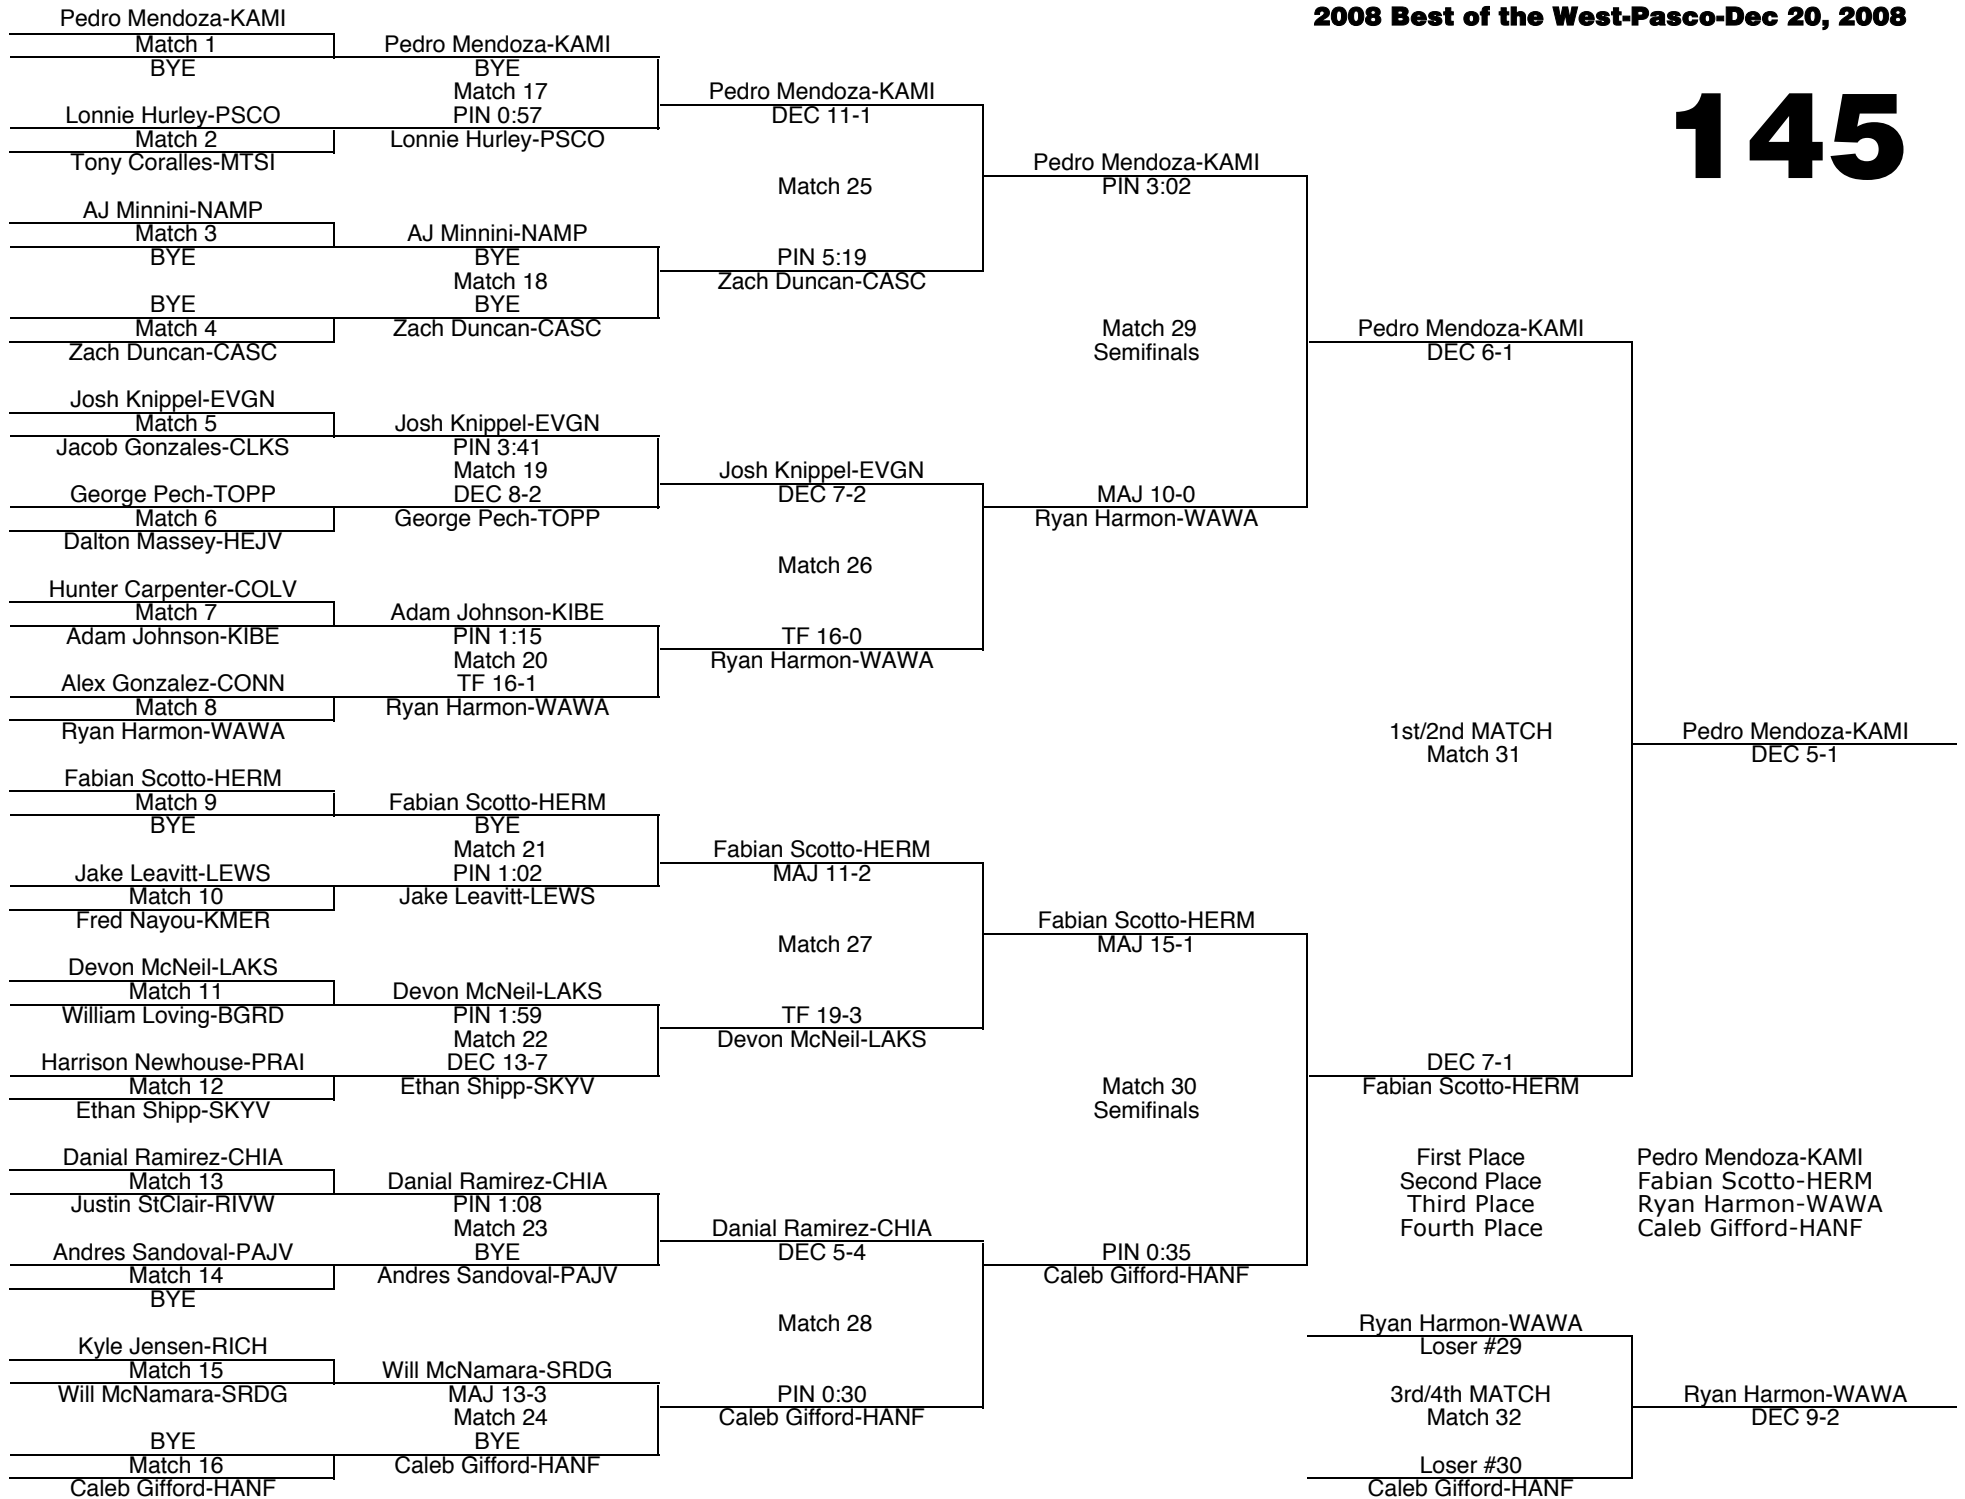 2008 Best of the West-Pasco-Dec 20, 2008
145
Pedro Mendoza-KAMI
Match 1
BYE
Lonnie Hurley-PSCO
Match 2
Tony Coralles-MTSI
AJ Minnini-NAMP
Match 3
BYE
BYE
Match 4
Zach Duncan-CASC
Josh Knippel-EVGN
Match 5
Jacob Gonzales-CLKS
George Pech-TOPP
Match 6
Dalton Massey-HEJV
Hunter Carpenter-COLV
Match 7
Adam Johnson-KIBE
Alex Gonzalez-CONN
Match 8
Ryan Harmon-WAWA
Fabian Scotto-HERM
Match 9
BYE
Jake Leavitt-LEWS
Match 10
Fred Nayou-KMER
Devon McNeil-LAKS
Match 11
William Loving-BGRD
Harrison Newhouse-PRAI
Match 12
Ethan Shipp-SKYV
Danial Ramirez-CHIA
Match 13
Justin StClair-RIVW
Andres Sandoval-PAJV
Match 14
BYE
Kyle Jensen-RICH
Match 15
Will McNamara-SRDG
BYE
Match 16
Caleb Gifford-HANF
Pedro Mendoza-KAMI
BYE
Match 17
PIN 0:57
Lonnie Hurley-PSCO
AJ Minnini-NAMP
BYE
Match 18
BYE
Zach Duncan-CASC
Josh Knippel-EVGN
PIN 3:41
Match 19
DEC 8-2
George Pech-TOPP
Adam Johnson-KIBE
PIN 1:15
Match 20
TF 16-1
Ryan Harmon-WAWA
Fabian Scotto-HERM
BYE
Match 21
PIN 1:02
Jake Leavitt-LEWS
Devon McNeil-LAKS
PIN 1:59
Match 22
DEC 13-7
Ethan Shipp-SKYV
Danial Ramirez-CHIA
PIN 1:08
Match 23
BYE
Andres Sandoval-PAJV
Will McNamara-SRDG
MAJ 13-3
Match 24
BYE
Caleb Gifford-HANF
Pedro Mendoza-KAMI
DEC 11-1
Match 25
PIN 5:19
Zach Duncan-CASC
Josh Knippel-EVGN
DEC 7-2
Match 26
TF 16-0
Ryan Harmon-WAWA
Fabian Scotto-HERM
MAJ 11-2
Match 27
TF 19-3
Devon McNeil-LAKS
Danial Ramirez-CHIA
DEC 5-4
Match 28
PIN 0:30
Caleb Gifford-HANF
Pedro Mendoza-KAMI
PIN 3:02
Match 29
Semifinals
MAJ 10-0
Ryan Harmon-WAWA
Fabian Scotto-HERM
MAJ 15-1
Match 30
Semifinals
PIN 0:35
Caleb Gifford-HANF
Pedro Mendoza-KAMI
DEC 6-1
1st/2nd MATCH
Match 31
DEC 7-1
Fabian Scotto-HERM
Pedro Mendoza-KAMI
DEC 5-1
First Place Pedro Mendoza-KAMI
Second Place Fabian Scotto-HERM
Third Place Ryan Harmon-WAWA
Fourth Place Caleb Gifford-HANF
Ryan Harmon-WAWA
Loser #29
3rd/4th MATCH
Match 32
Loser #30
Caleb Gifford-HANF
Ryan Harmon-WAWA
DEC 9-2